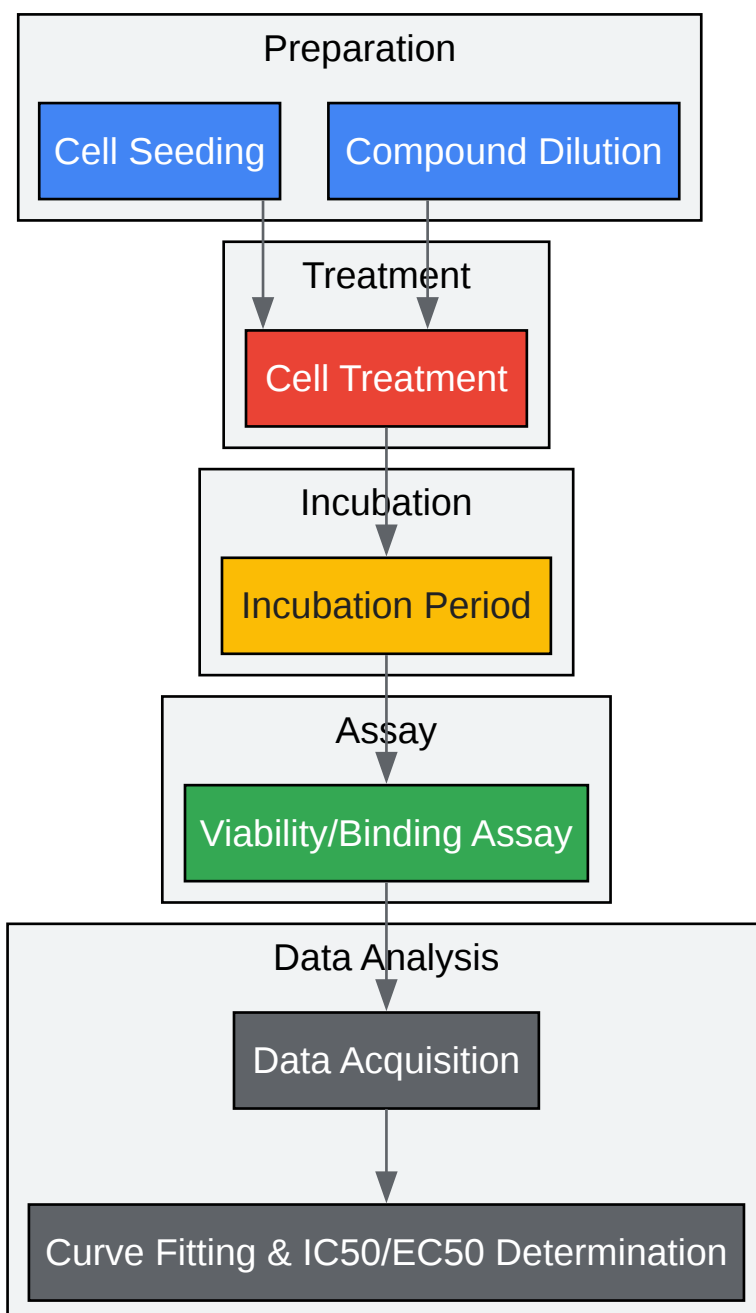 Preparation
Cell Seeding
Compound Dilution
Treatment
Cell Treatment
Incubation
Incubation Period
Assay
Viability/Binding Assay
Data Analysis
Data Acquisition
Curve Fitting & IC50/EC50 Determination